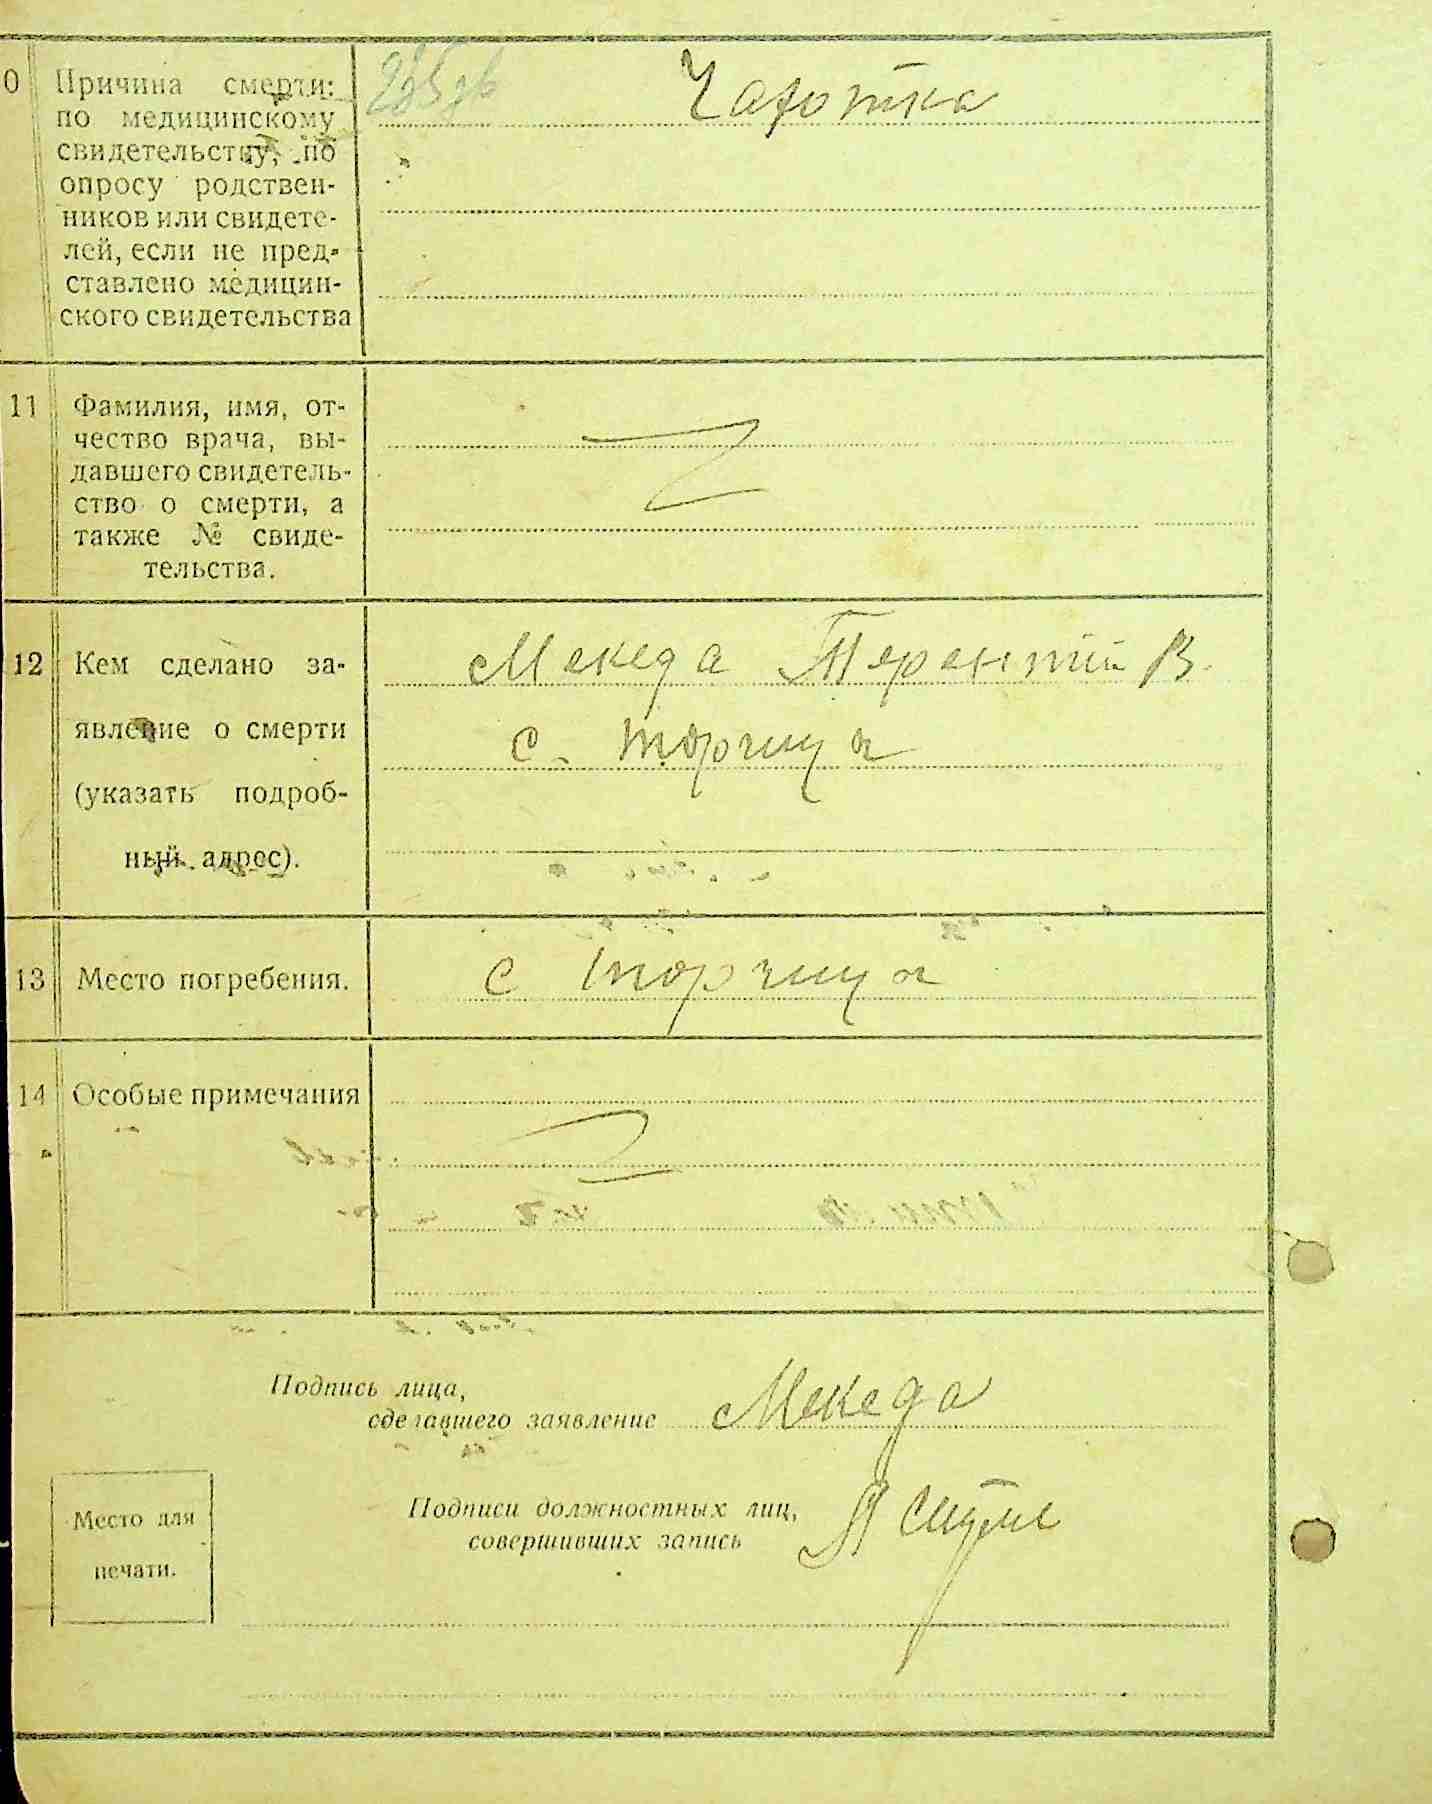 0 Причина смерти:
по медицинскому
свидетельству, по
опросу родствен-
ников или свидете-
лей, если не пред-
ставлено медицин-
ского свидетельства
Чахотка
11 Фамилия, имя, от-
чество врача, вы-
давшего свидетель-
ство о смерти, а
также № свиде-
тельства.
12 Кем сделано за-
явление о смерти
(указать подроб-
ный адрес).
Мекеда Терентий В.
с. Торчица
13 Место погребения.
с Торчица
14 Особые примечания
Подпись лица,
сделавшего заявление Мекеда
Подписи должностных лиц,
совершивших запись
Место для
печати.